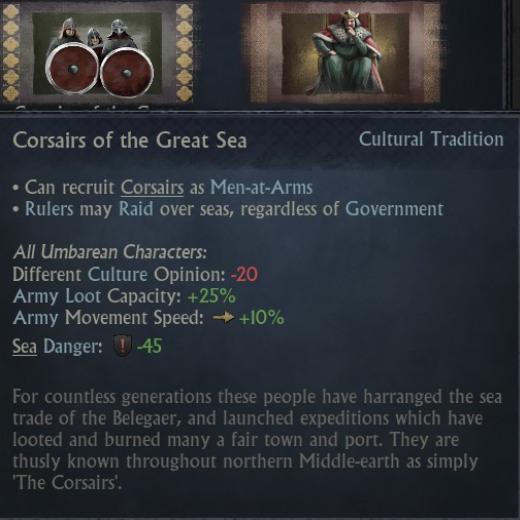 Corsairs of the Great Sea
Cultural Tradition
• Can recruit Corsairs as Men-at-Arms
• Rulers may Raid over seas, regardless of Government
All Umbarean Characters:
Different Culture Opinion: -20
Army Loot Capacity: +25%
Army Movement Speed: +10%
Sea Danger: -45
For countless generations these people have harranged the sea
trade of the Belegaer, and launched expeditions which have
looted and burned many a fair town and port. They are
thusly known throughout northern Middle-earth as simply
'The Corsairs'.